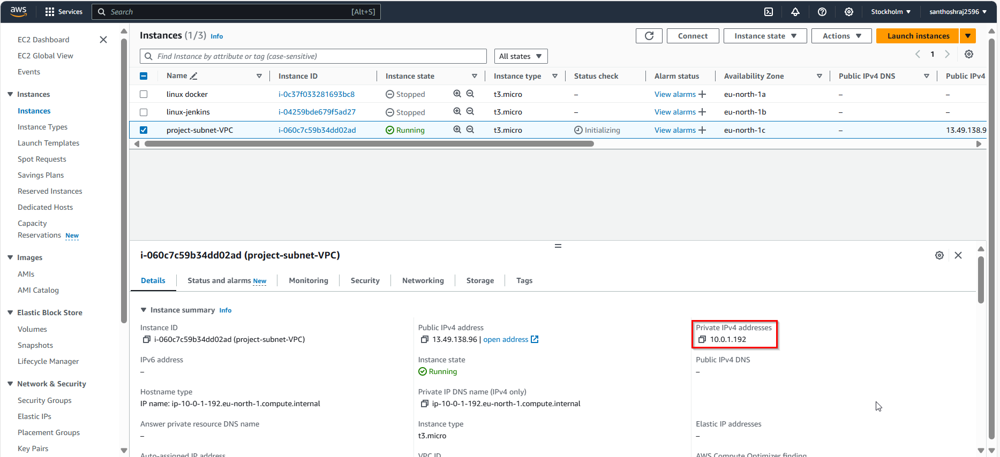 aws Services Search [Alt+S] Stockholm santhoshraj2596
EC2 Dashboard
EC2 Global View
Events
Instances
Instances
Instance Types
Launch Templates
Spot Requests
Savings Plans
Reserved Instances
Dedicated Hosts
Capacity
Reservations New
Images
AMIs
AMI Catalog
Elastic Block Store
Volumes
Snapshots
Lifecycle Manager
Network & Security
Security Groups
Elastic IPs
Placement Groups
Key Pairs
Instances (1/3) Info Connect Instance state Actions Launch instances
Find Instance by attribute or tag (case-sensitive) All states 1
Name Instance ID Instance state Instance type Status check Alarm status Availability Zone Public IPv4 DNS Public IPv4
linux docker i-0c37f033281693bc8 Stopped t3.micro – View alarms + eu-north-1a – –
linux-jenkins i-04259bde679f5ad27 Stopped t3.micro – View alarms + eu-north-1b – –
project-subnet-VPC i-060c7c59b34dd02ad Running t3.micro Initializing View alarms + eu-north-1c – 13.49.138.9
i-060c7c59b34dd02ad (project-subnet-VPC)
Details Status and alarms New Monitoring Security Networking Storage Tags
Instance summary Info
Instance ID
i-060c7c59b34dd02ad (project-subnet-VPC)
Public IPv4 address
13.49.138.96 | open address
Private IPv4 addresses
10.0.1.192
IPv6 address
–
Instance state
Running
Public IPv4 DNS
–
Hostname type
IP name: ip-10-0-1-192.eu-north-1.compute.internal
Private IP DNS name (IPv4 only)
ip-10-0-1-192.eu-north-1.compute.internal
Answer private resource DNS name
–
Instance type
t3.micro
Elastic IP addresses
–
Auto-assigned IP address
VPC ID
AWS Compute Optimizer finding